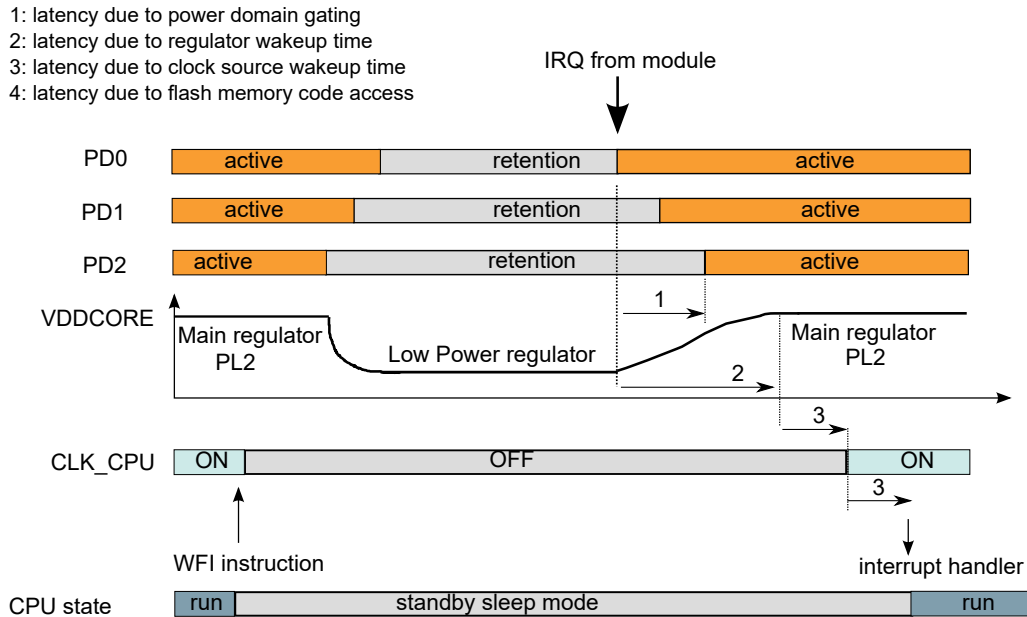 1: latency due to power domain gating
2: latency due to regulator wakeup time
3: latency due to clock source wakeup time
4: latency due to flash memory code access
IRQ from module
PD0 active retention active
PD1 active retention active
PD2 active retention active
1
VDDCORE
Main regulator
PL2
Low Power regulator
Main regulator
PL2
2
3
CLK_CPU ON OFF ON
3
WFI instruction
interrupt handler
CPU state run standby sleep mode run